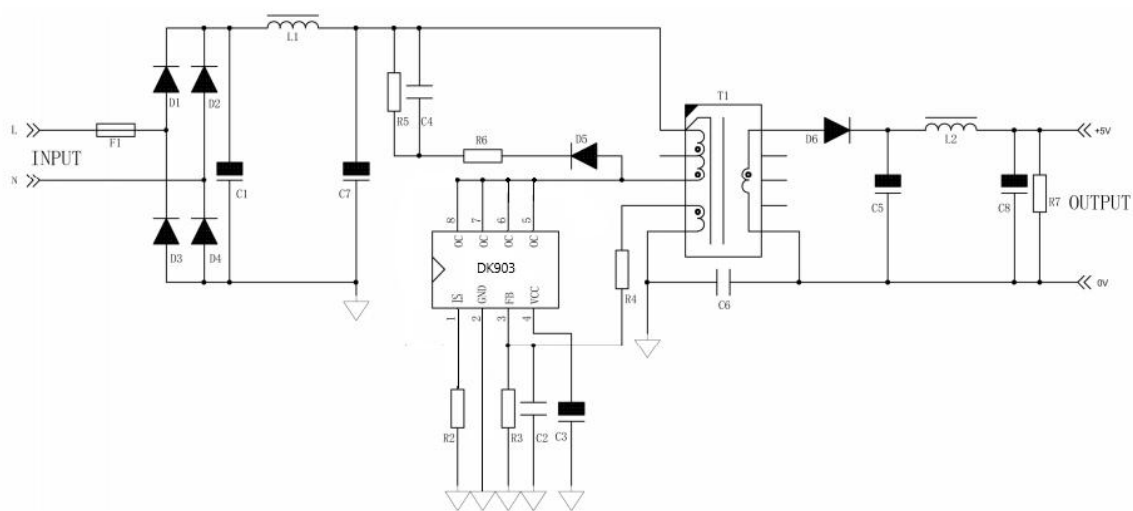 L1
D1
D2
R5
C4
T1
L
F1
INPUT
N
C1
C7
R6
D5
D6
L2
+5V
C5
C8
R7
OUTPUT
8
7
6
5
OC
OC
OC
OC
D3
D4
DK903
IS
GND
FB
VCC
1
2
3
4
R4
C6
0V
R2
R3
C2
C3